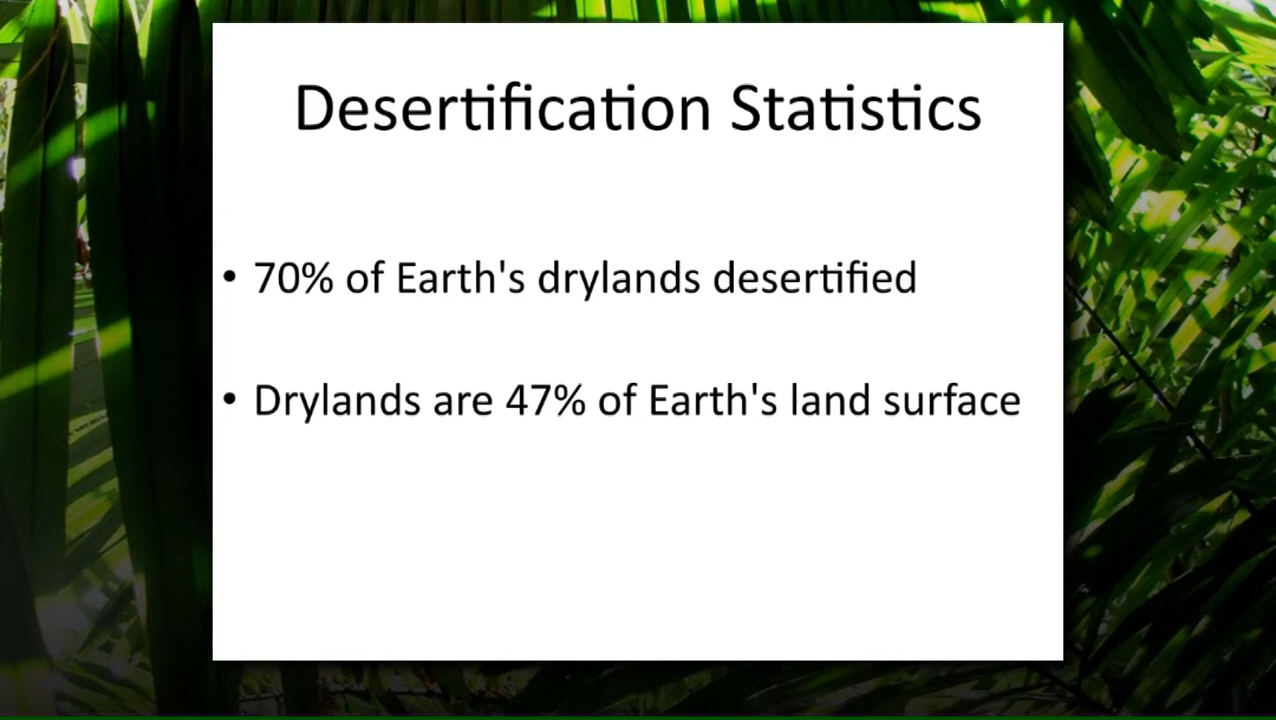 Desertification Statistics
• 70% of Earth's drylands desertified
• Drylands are 47% of Earth's land surface